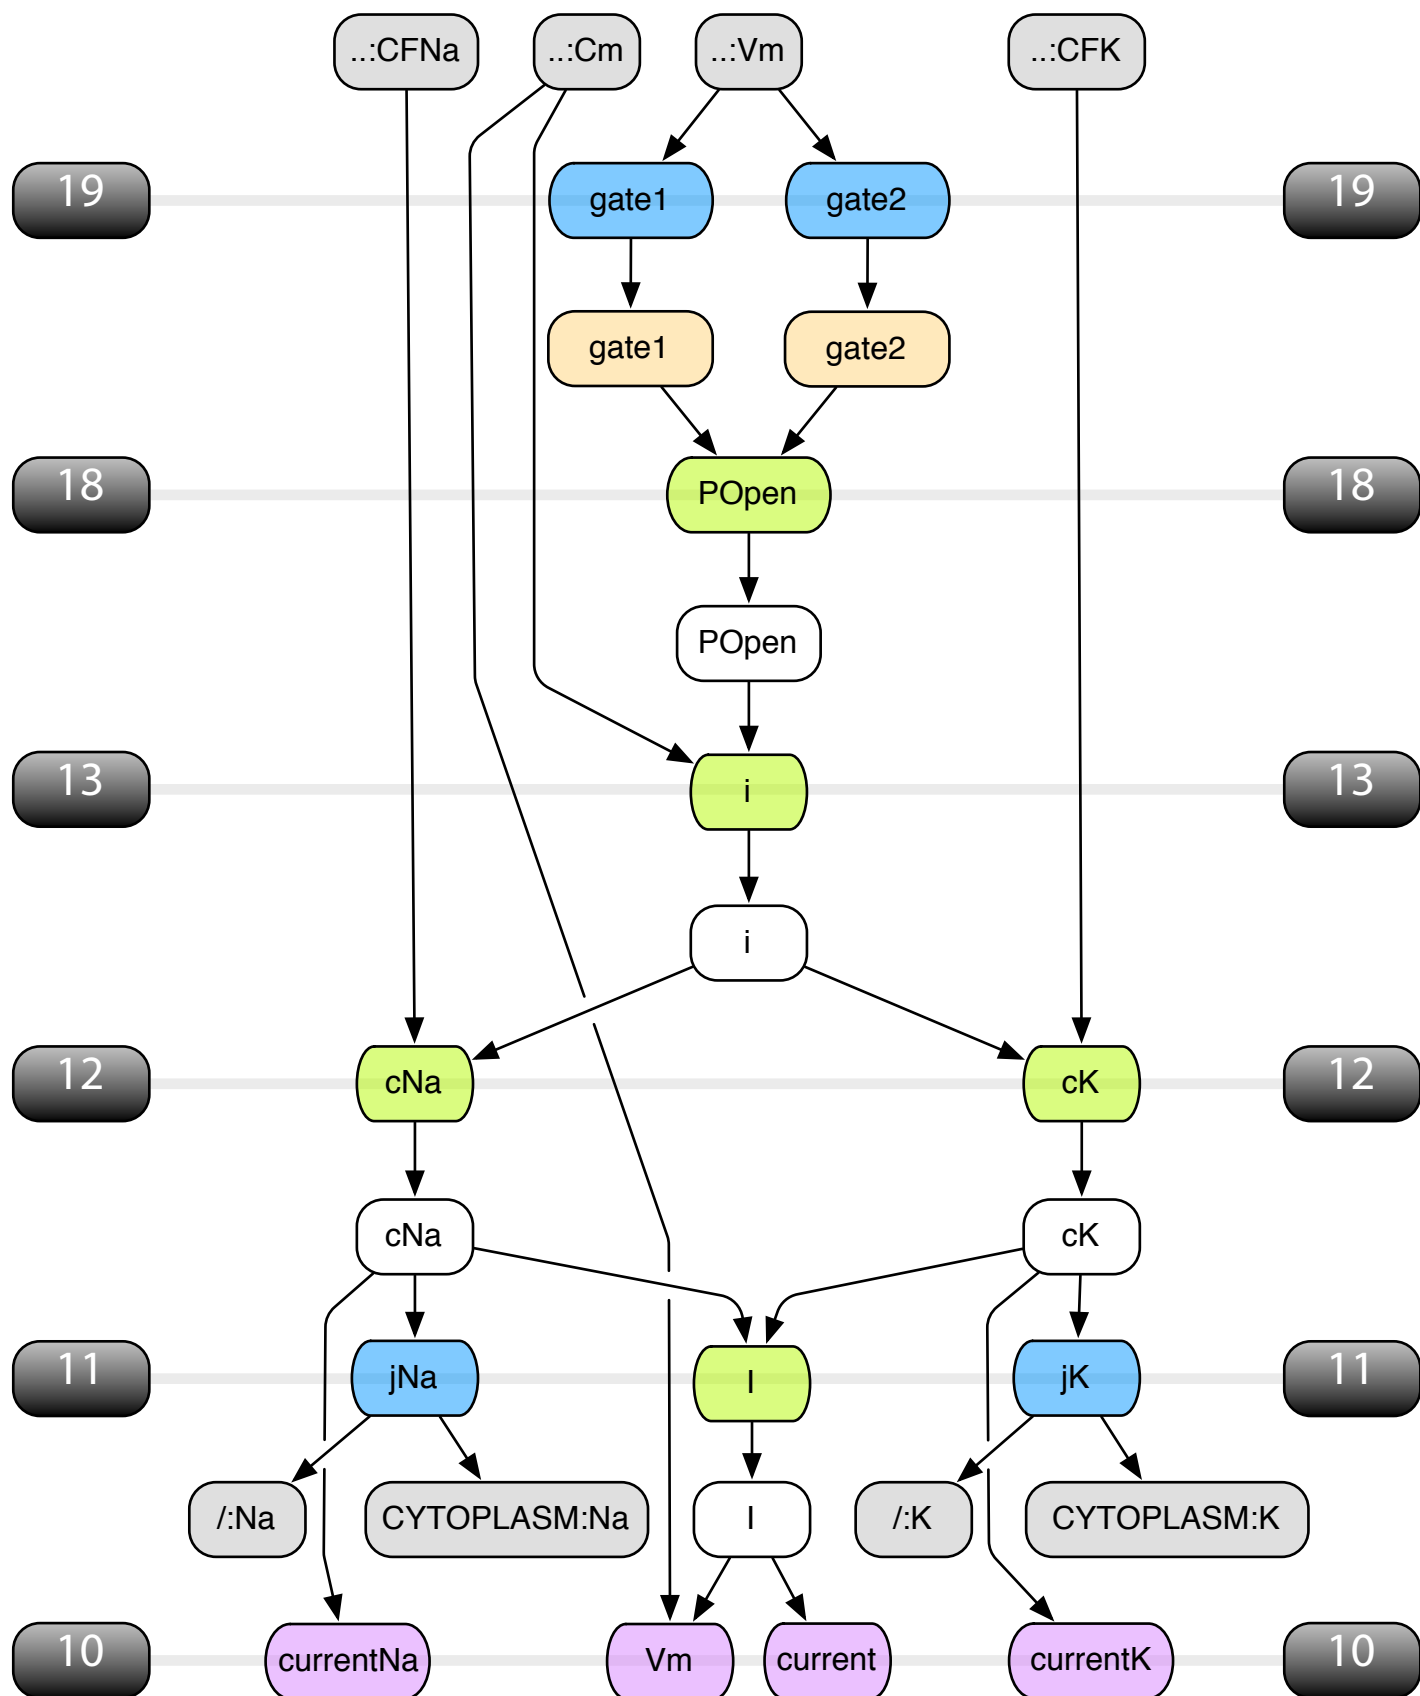 ..:CFNa ..:Cm ..:Vm ..:CFK
19 gate1 gate2 19
gate1 gate2
18 POpen 18
POpen
13 i 13
i
12 cNa cK 12
cNa cK
11 jNa I jK 11
/:Na CYTOPLASM:Na I /:K CYTOPLASM:K
10 currentNa Vm current currentK 10